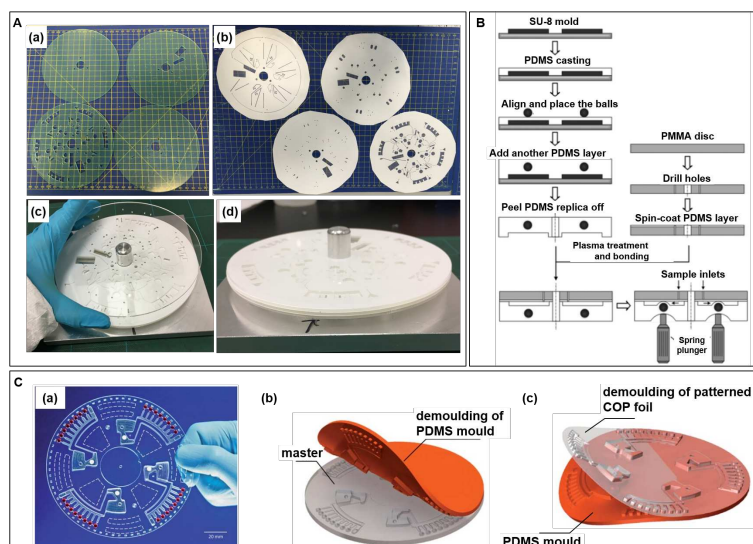 A
(a)
(b)
(c)
(d)
B
SU-8 mold
PDMS casting
Align and place the balls
Add another PDMS layer
Peel PDMS replica off
PMMA disc
Drill holes
Spin-coat PDMS layer
Plasma treatment
and bonding
Sample inlets
Spring
plunger
C
(a)
20 mm
(b)
demoulding of
PDMS mould
master
(c)
demoulding of patterned
COP foil
PDMS mould